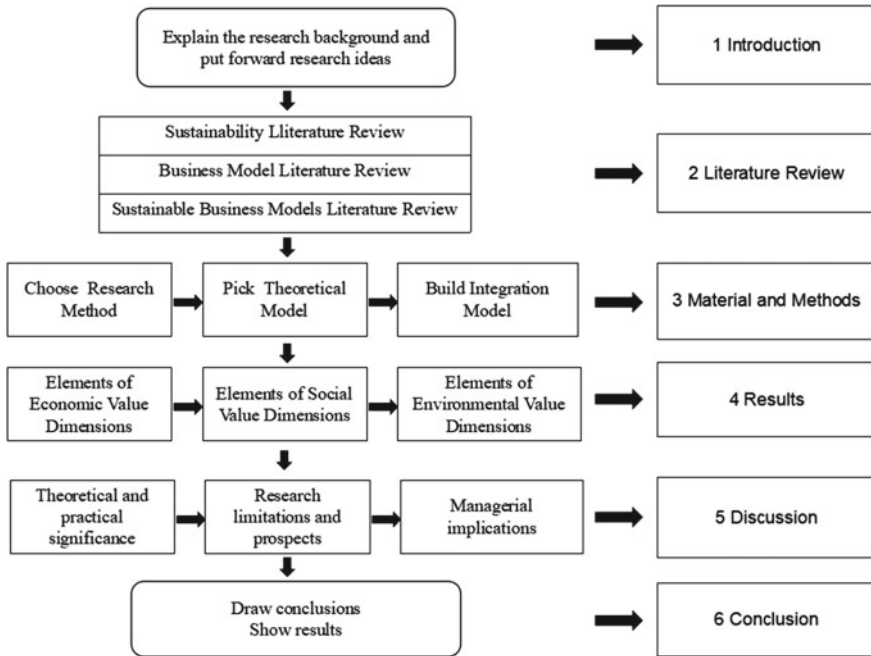 Explain the research background and
put forward research ideas
1 Introduction
Sustainability Lliterature Review
Business Model Literature Review
Sustainable Business Models Literature Review
2 Literature Review
Choose Research
Method
Pick Theoretical
Model
Build Integration
Model
3 Material and Methods
Elements of
Economic Value
Dimensions
Elements of Social
Value Dimensions
Elements of
Environmental Value
Dimensions
4 Results
Theoretical and
practical
significance
Research
limitations and
prospects
Managerial
implications
5 Discussion
Draw conclusions
Show results
6 Conclusion